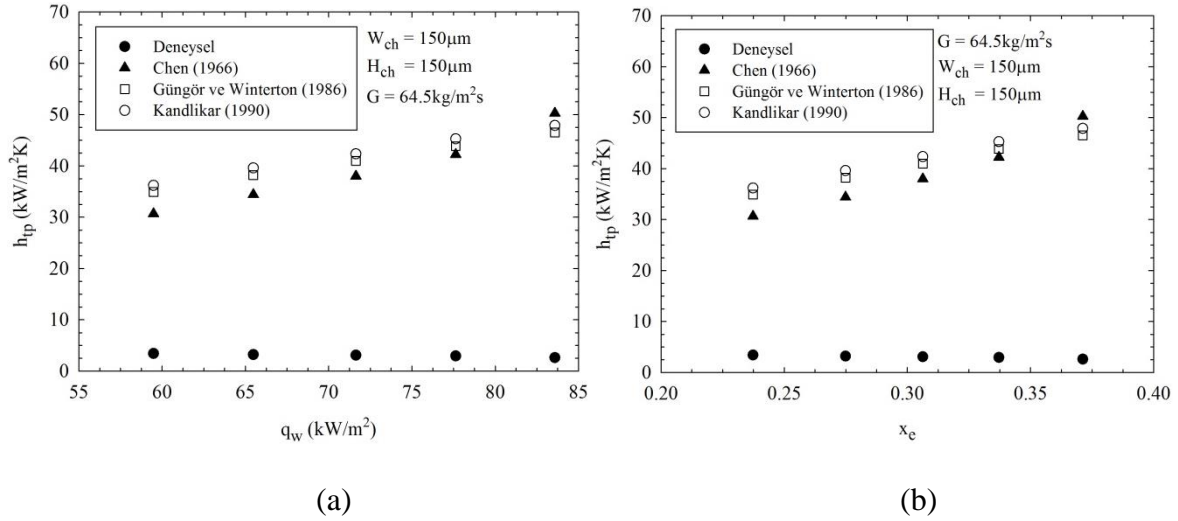 70
60
50
40
30
20
10
0
h_tp (kW/m²K)
Deneysel
Chen (1966)
Güngör ve Winterton (1986)
Kandlikar (1990)
W_ch = 150μm
H_ch = 150μm
G = 64.5kg/m²s
55 60 65 70 75 80 85
q_w (kW/m²)
(a)
70
60
50
40
30
20
10
0
h_tp (kW/m²K)
Deneysel
Chen (1966)
Güngör ve Winterton (1986)
Kandlikar (1990)
G = 64.5kg/m²s
W_ch = 150μm
H_ch = 150μm
0.20 0.25 0.30 0.35 0.40
x_e
(b)